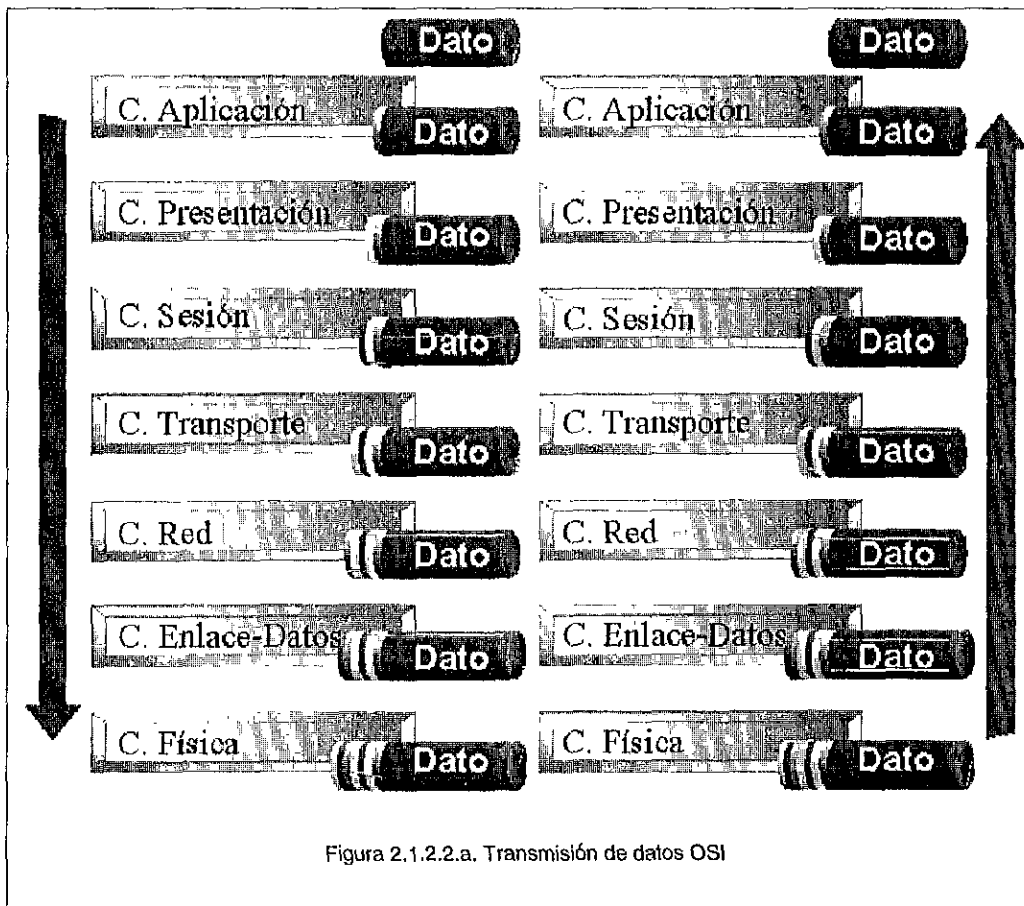 Dato Dato
C. Aplicación Dato C. Aplicación Dato
C. Presentación Dato C. Presentación Dato
C. Sesión Dato C. Sesión Dato
C. Transporte Dato C. Transporte Dato
C. Red Dato C. Red Dato
C. Enlace-Datos Dato C. Enlace-Datos Dato
C. Física Dato C. Física Dato
Figura 2.1.2.2.a. Transmisión de datos OSI